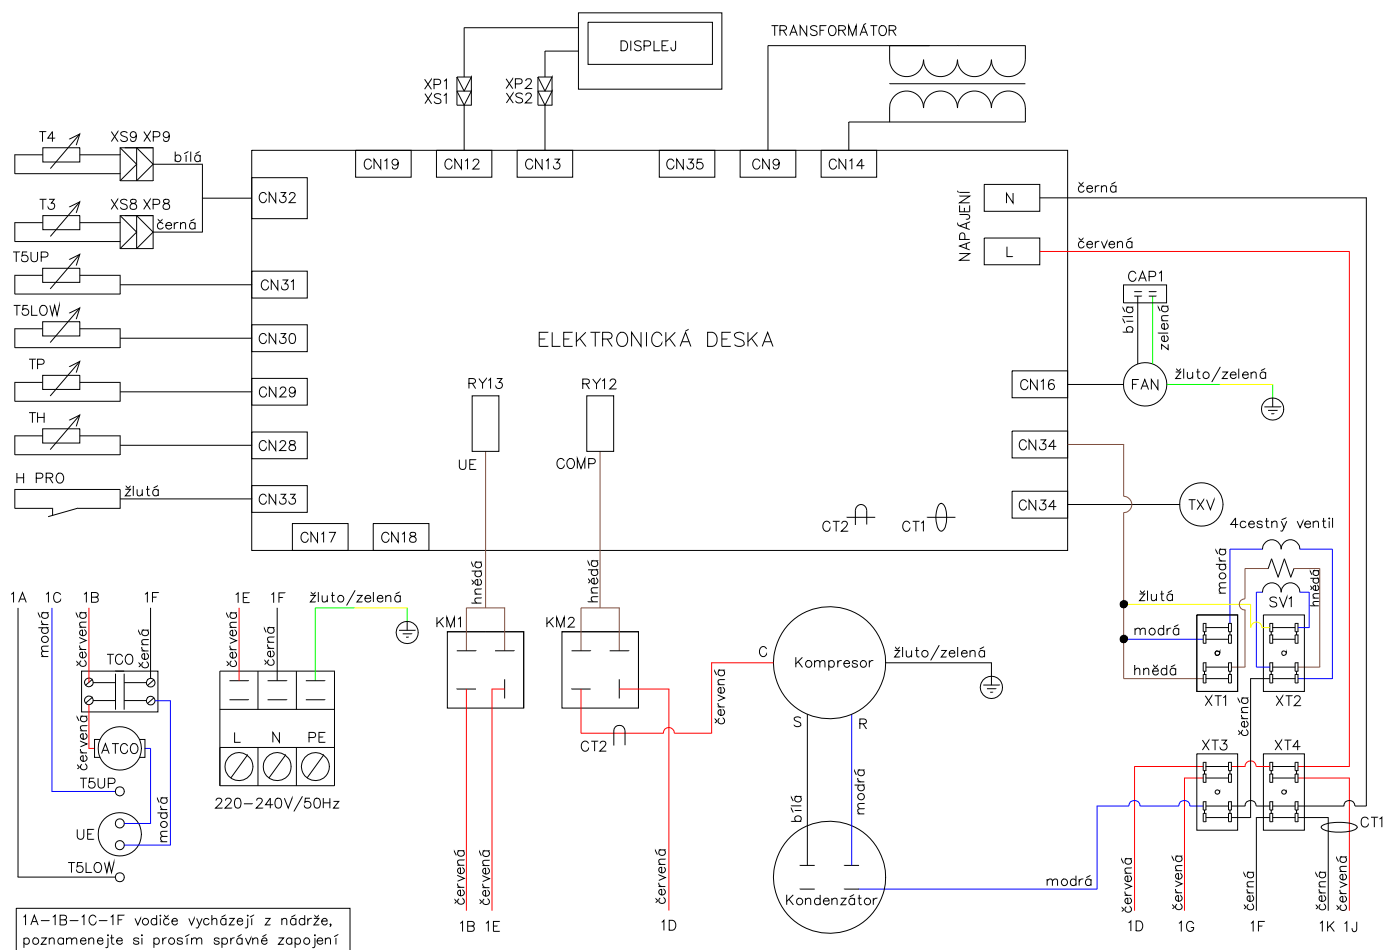 DISPLEJ
TRANSFORMÁTOR
XP1
XS1
XP2
XS2
T4
XS9 XP9
bílá
CN19
CN12
CN13
CN35
CN9
CN14
CN32
T3
XS8 XP8
černá
NAPÁJENÍ
N
černá
L
červená
T5UP
CN31
CAP1
bílá
zelená
T5LOW
CN30
ELEKTRONICKÁ DESKA
TP
CN29
RY13
RY12
CN16
FAN
žluto/zelená
TH
CN28
UE
COMP
CN34
H PRO
žlutá
CN33
CN34
TXV
CN17
CN18
CT2
CT1
4cestný ventil
modrá
hnědá
SV1
žlutá
modrá
hnědá
XT1
XT2
1A
1C
1B
1F
modrá
červená
černá
TCO
červená
ATCO
T5UP
modrá
UE
T5LOW
1E
1F
žluto/zelená
červená
černá
L
N
PE
220-240V/50Hz
hnědá
hnědá
KM1
KM2
CT2
červená
C
Kompresor
žluto/zelená
S
R
bílá
modrá
Kondenzátor
modrá
černá
XT3
XT4
CT1
červená
červená
červená
červená
červená
černá
černá
červená
1B
1E
1D
1D
1G
1F
1K
1J
1A-1B-1C-1F vodiče vycházejí z nádrže,
poznamenejte si prosím správné zapojení